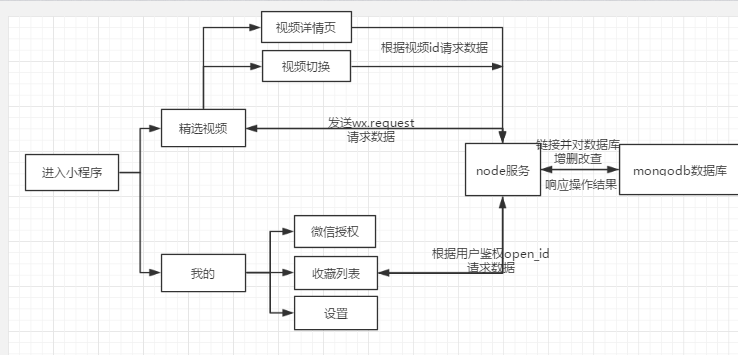 视频详情页
根据视频id请求数据
视频切换
精选视频
发送wx.request
请求数据
链接并对数据库
增删改查
进入小程序
node服务
mongodb数据库
响应操作结果
微信授权
根据用户鉴权open_id
请求数据
我的
收藏列表
设置